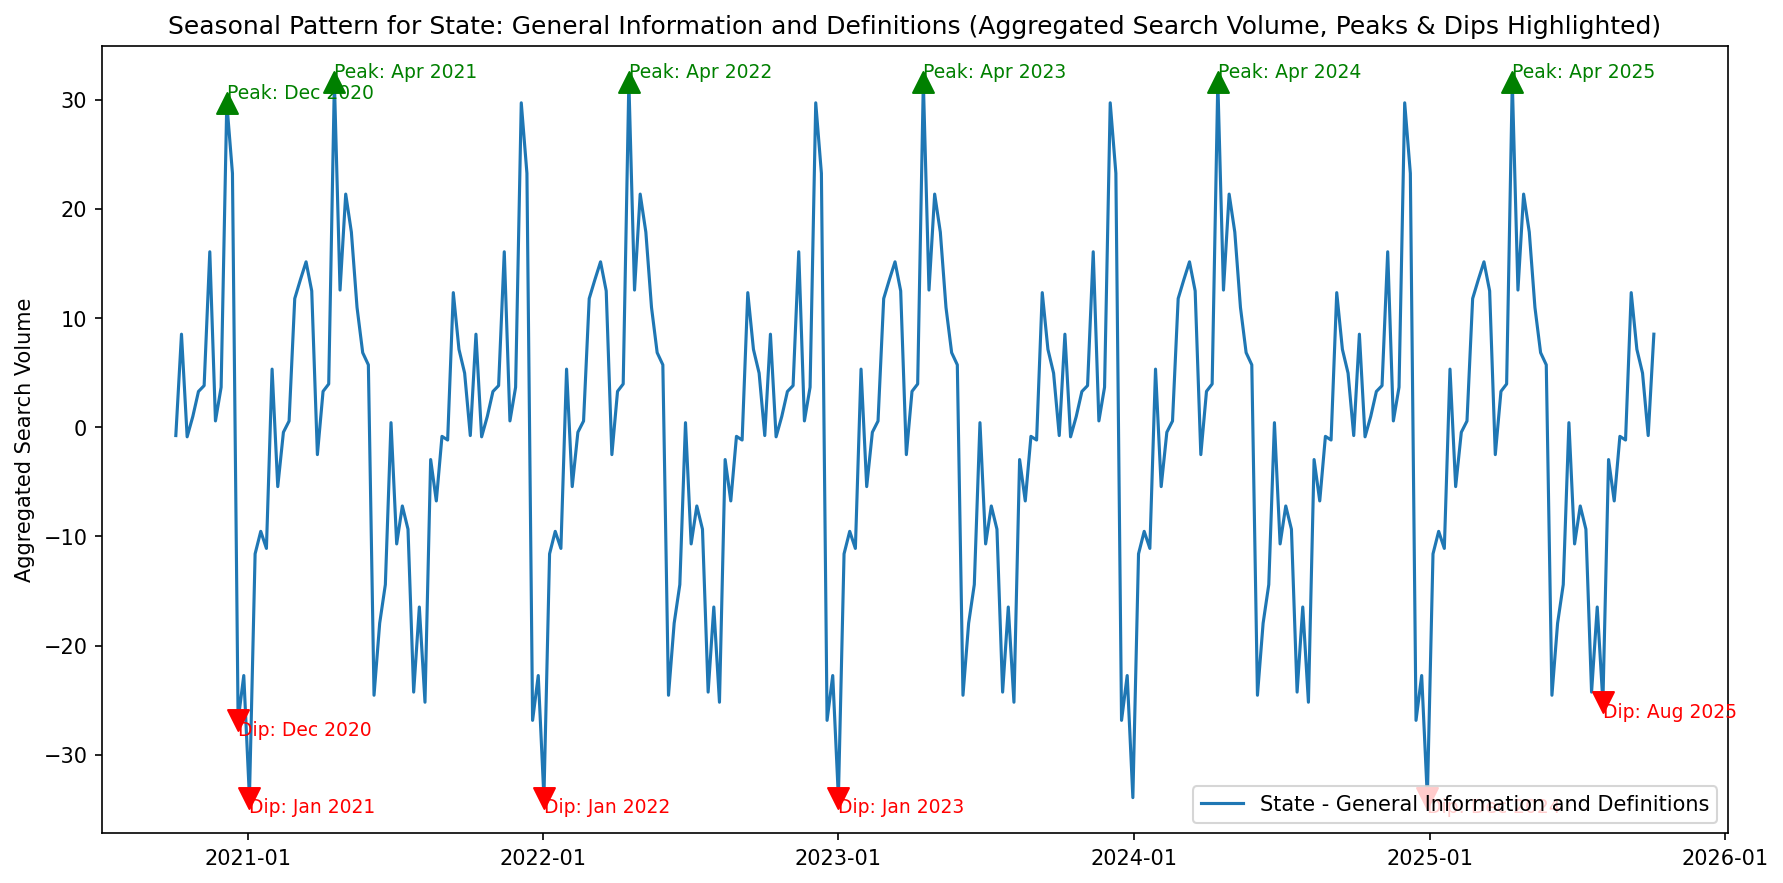 Seasonal Pattern for State: General Information and Definitions (Aggregated Search Volume, Peaks & Dips Highlighted)
Peak: Dec 2020
Peak: Apr 2021
Peak: Apr 2022
Peak: Apr 2023
Peak: Apr 2024
Peak: Apr 2025
Aggregated Search Volume
30
20
10
0
−10
−20
−30
Dip: Dec 2020
Dip: Jan 2021
Dip: Jan 2022
Dip: Jan 2023
Dip: Dec 2024
Dip: Aug 2025
State - General Information and Definitions
2021-01
2022-01
2023-01
2024-01
2025-01
2026-01